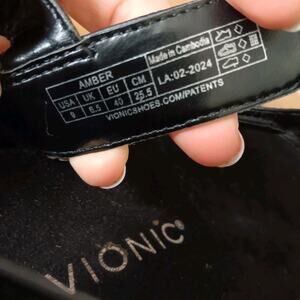 AMBER
USA UK EU CM
9 6.5 40 25.5
VIONICSHOES.COM/PATENTS
Made in Cambodia
LA:02-2024
VIONIC